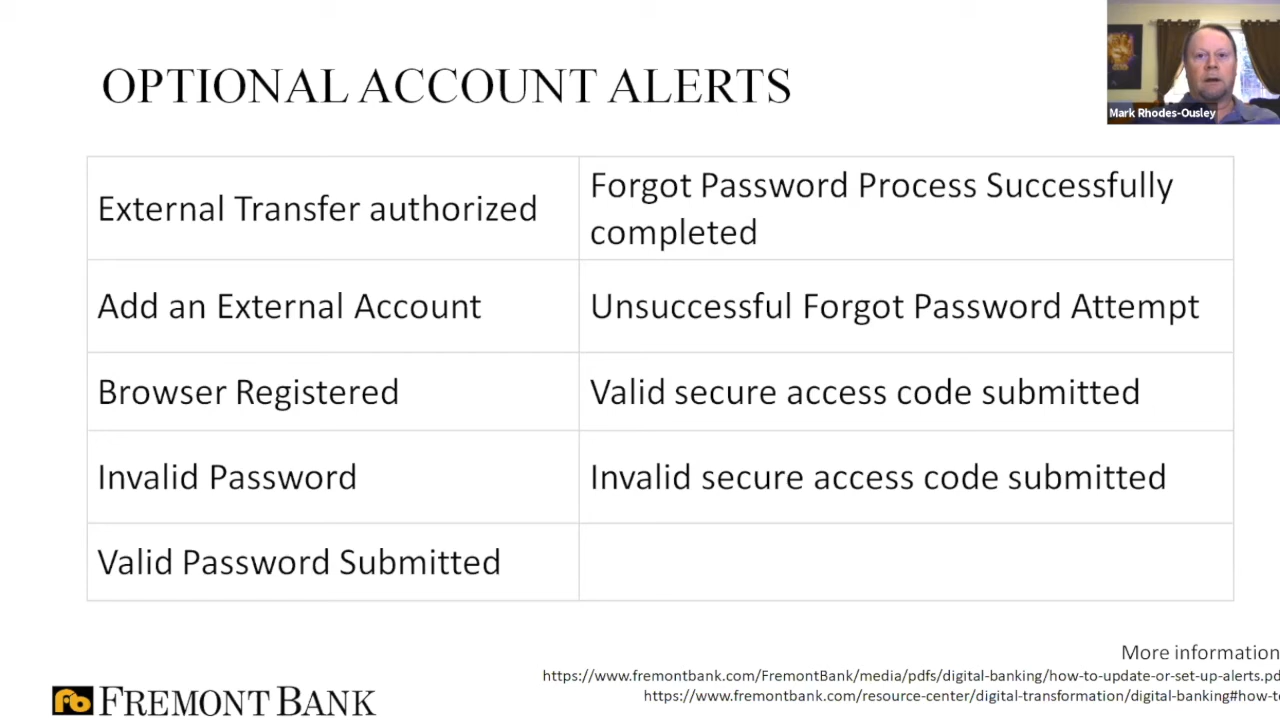 OPTIONAL ACCOUNT ALERTS
Mark Rhodes-Ousley
External Transfer authorized
Forgot Password Process Successfully
completed
Add an External Account
Unsuccessful Forgot Password Attempt
Browser Registered
Valid secure access code submitted
Invalid Password
Invalid secure access code submitted
Valid Password Submitted
More information
https://www.fremontbank.com/FremontBank/media/pdfs/digital-banking/how-to-update-or-set-up-alerts.pd
https://www.fremontbank.com/resource-center/digital-transformation/digital-banking#how-to
fb FREMONT BANK